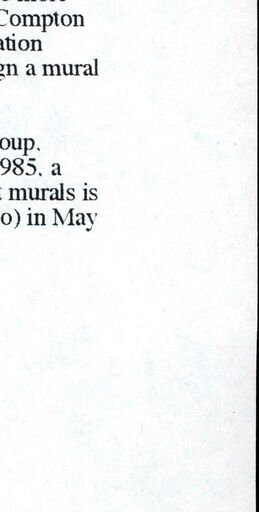 Compton
ation
gn a mural
oup.
985. a
t murals is
o) in May